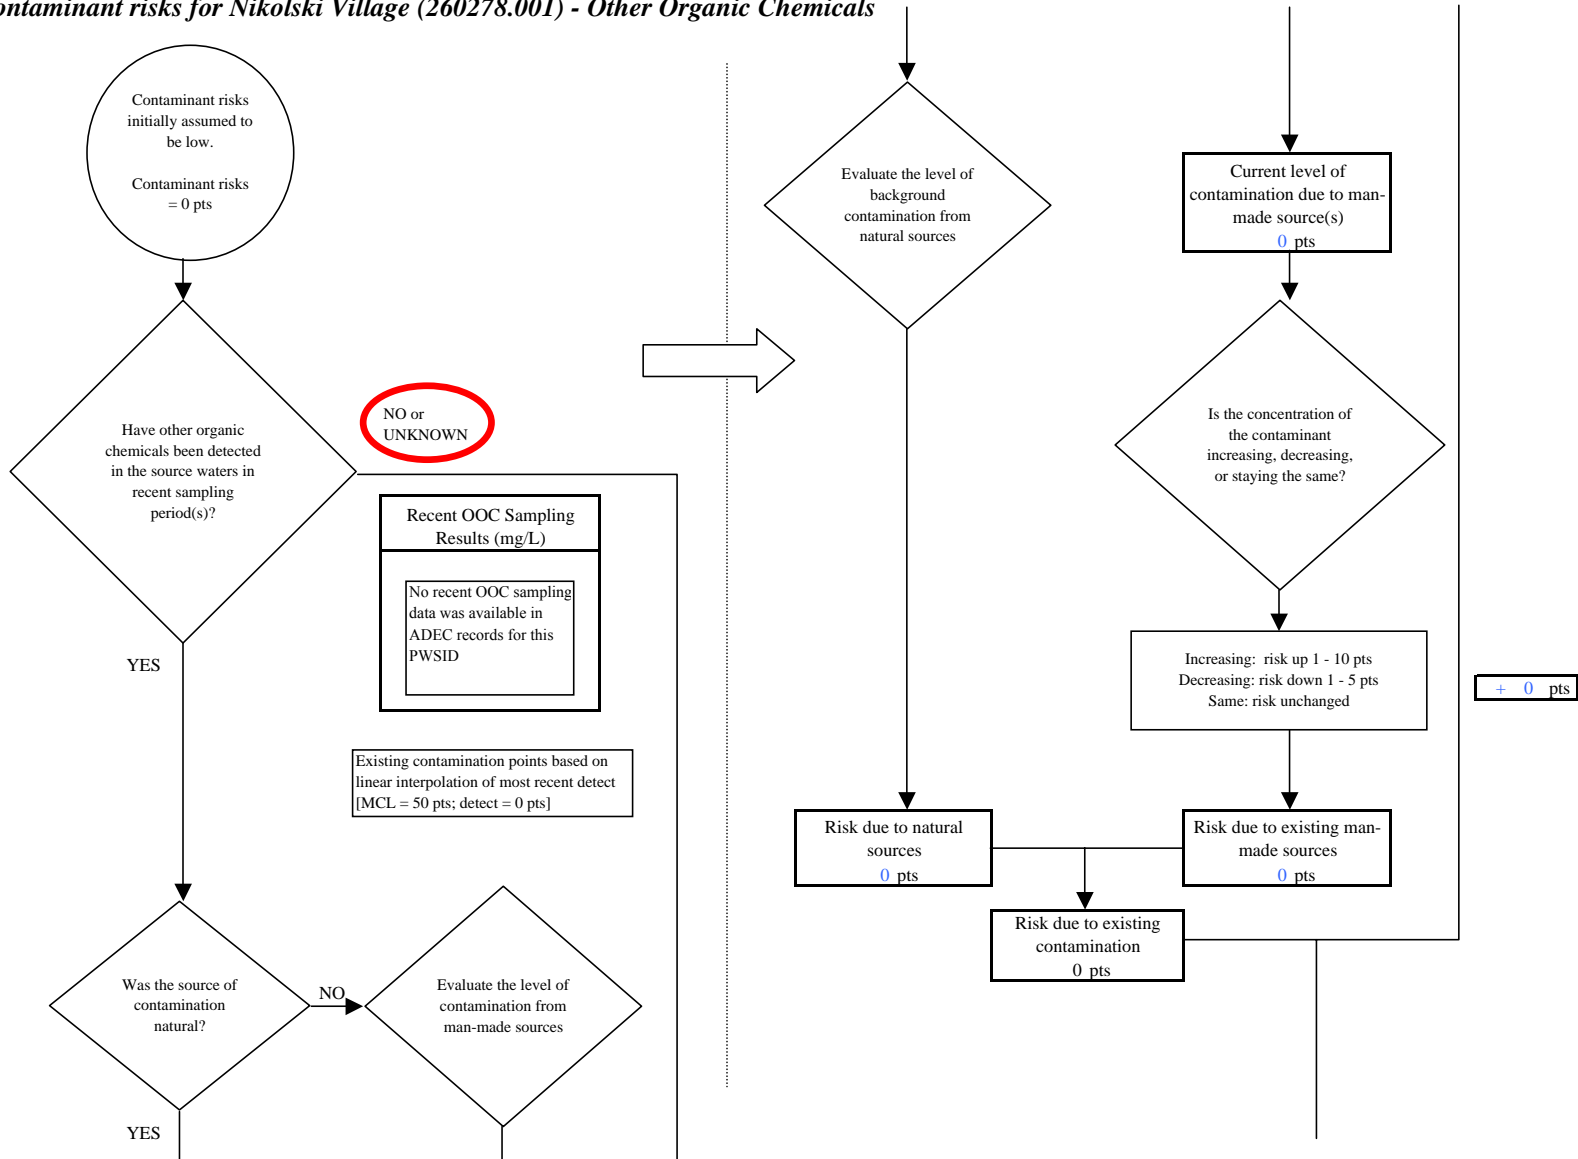 ontaminant risks for Nikolski Village (260278.001) - Other Organic Chemicals
Contaminant risks
initially assumed to
be low.
Contaminant risks
= 0 pts
Have other organic
chemicals been detected
in the source waters in
recent sampling
period(s)?
NO or
UNKNOWN
Recent OOC Sampling
Results (mg/L)
No recent OOC sampling
data was available in
ADEC records for this
PWSID
YES
Existing contamination points based on
linear interpolation of most recent detect
[MCL = 50 pts; detect = 0 pts]
Was the source of
contamination
natural?
NO
Evaluate the level of
contamination from
man-made sources
YES
Evaluate the level of
background
contamination from
natural sources
Current level of
contamination due to man-
made source(s)
0 pts
Is the concentration of
the contaminant
increasing, decreasing,
or staying the same?
Increasing: risk up 1 - 10 pts
Decreasing: risk down 1 - 5 pts
Same: risk unchanged
+ 0 pts
Risk due to natural
sources
0 pts
Risk due to existing man-
made sources
0 pts
Risk due to existing
contamination
0 pts